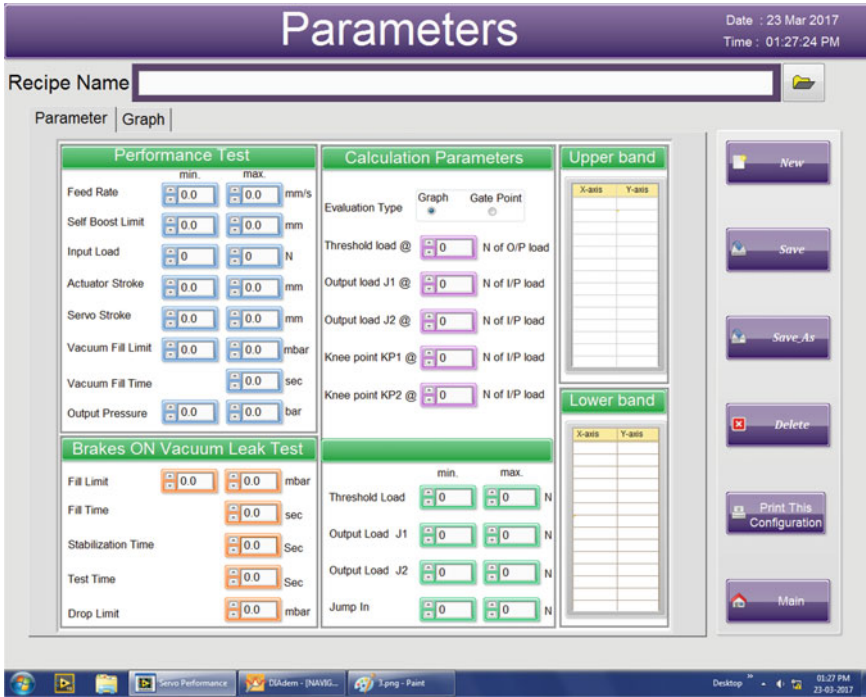 Parameters
Date : 23 Mar 2017
Time : 01:27:24 PM
Recipe Name
Parameter
Graph
Performance Test
min. max.
Feed Rate 0.0 0.0 mm/s
Self Boost Limit 0.0 0.0 mm
Input Load 0 0 N
Actuator Stroke 0.0 0.0 mm
Servo Stroke 0.0 0.0 mm
Vacuum Fill Limit 0.0 0.0 mbar
Vacuum Fill Time 0.0 sec
Output Pressure 0.0 0.0 bar
Brakes ON Vacuum Leak Test
Fill Limit 0.0 0.0 mbar
Fill Time 0.0 sec
Stabilization Time 0.0 Sec
Test Time 0.0 Sec
Drop Limit 0.0 mbar
Calculation Parameters
Graph Gate Point
Evaluation Type
Threshold load @ 0 N of O/P load
Output load J1 @ 0 N of I/P load
Output load J2 @ 0 N of I/P load
Knee point KP1 @ 0 N of I/P load
Knee point KP2 @ 0 N of I/P load
min. max.
Threshold Load 0 0 N
Output Load J1 0 0 N
Output Load J2 0 0 N
Jump In 0 0 N
Upper band
X-axis Y-axis
Lower band
X-axis Y-axis
New
Save
Save_As
Delete
Print This
Configuration
Main
Servo Performance
DIAdem - [NAVIG...
3.png - Paint
Desktop
01:27 PM
23-03-2017